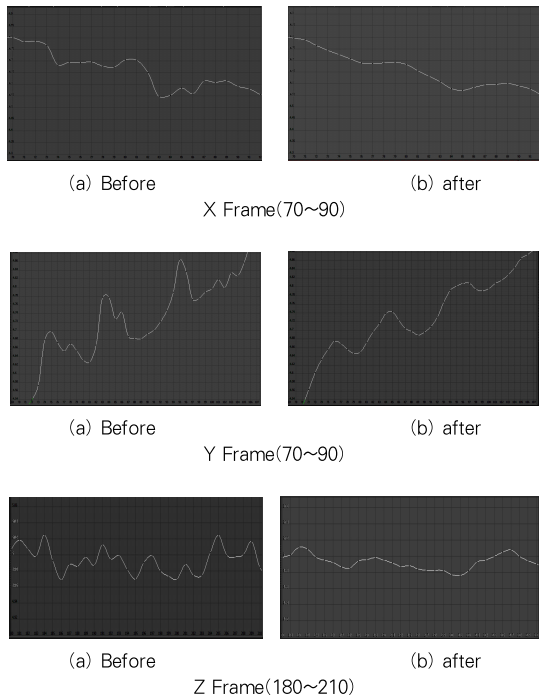 (a) Before
(b) after
X Frame(70~90)
(a) Before
(b) after
Y Frame(70~90)
(a) Before
(b) after
Z Frame(180~210)